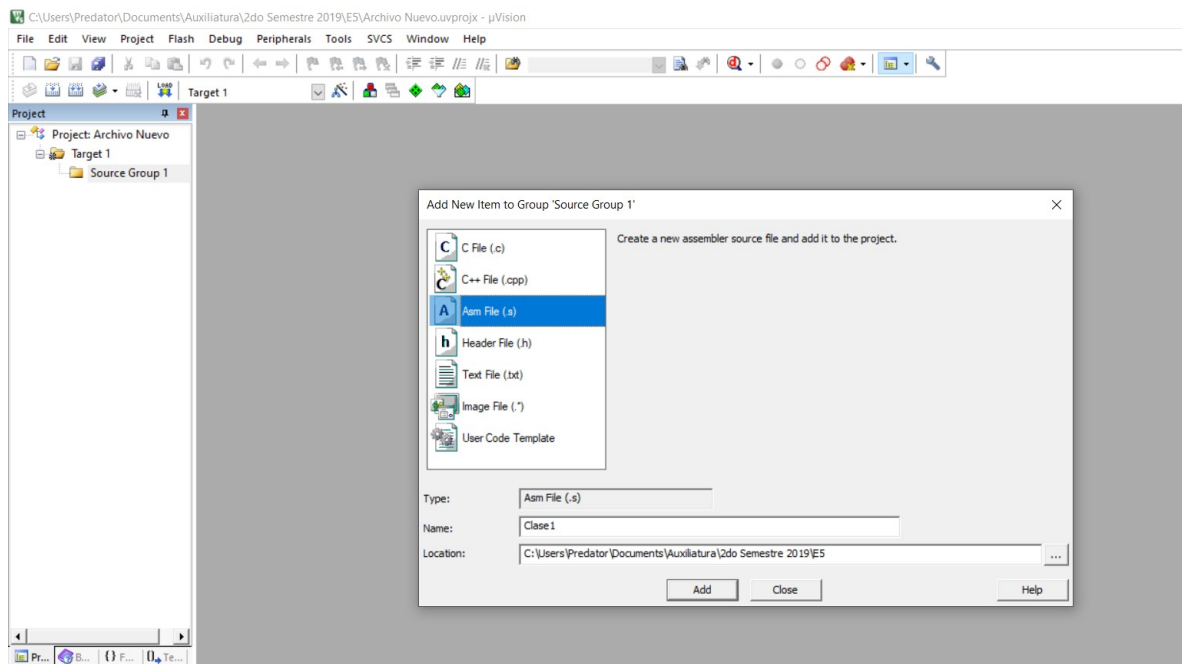 C:\Users\Predator\Documents\Auxiliatura\2do Semestre 2019\E5\Archivo Nuevo.uvprojx - µVision
File Edit View Project Flash Debug Peripherals Tools SVCS Window Help
LOAD Target 1
Project
Project: Archivo Nuevo
Target 1
Source Group 1
Add New Item to Group 'Source Group 1'
C File (.c)
C++ File (.cpp)
Asm File (.s)
Header File (.h)
Text File (.txt)
Image File (.*)
User Code Template
Create a new assembler source file and add it to the project.
Type: Asm File (.s)
Name: Clase1
Location: C:\Users\Predator\Documents\Auxiliatura\2do Semestre 2019\E5 ...
Add Close Help
Pr... B... {} F... 0. Te...